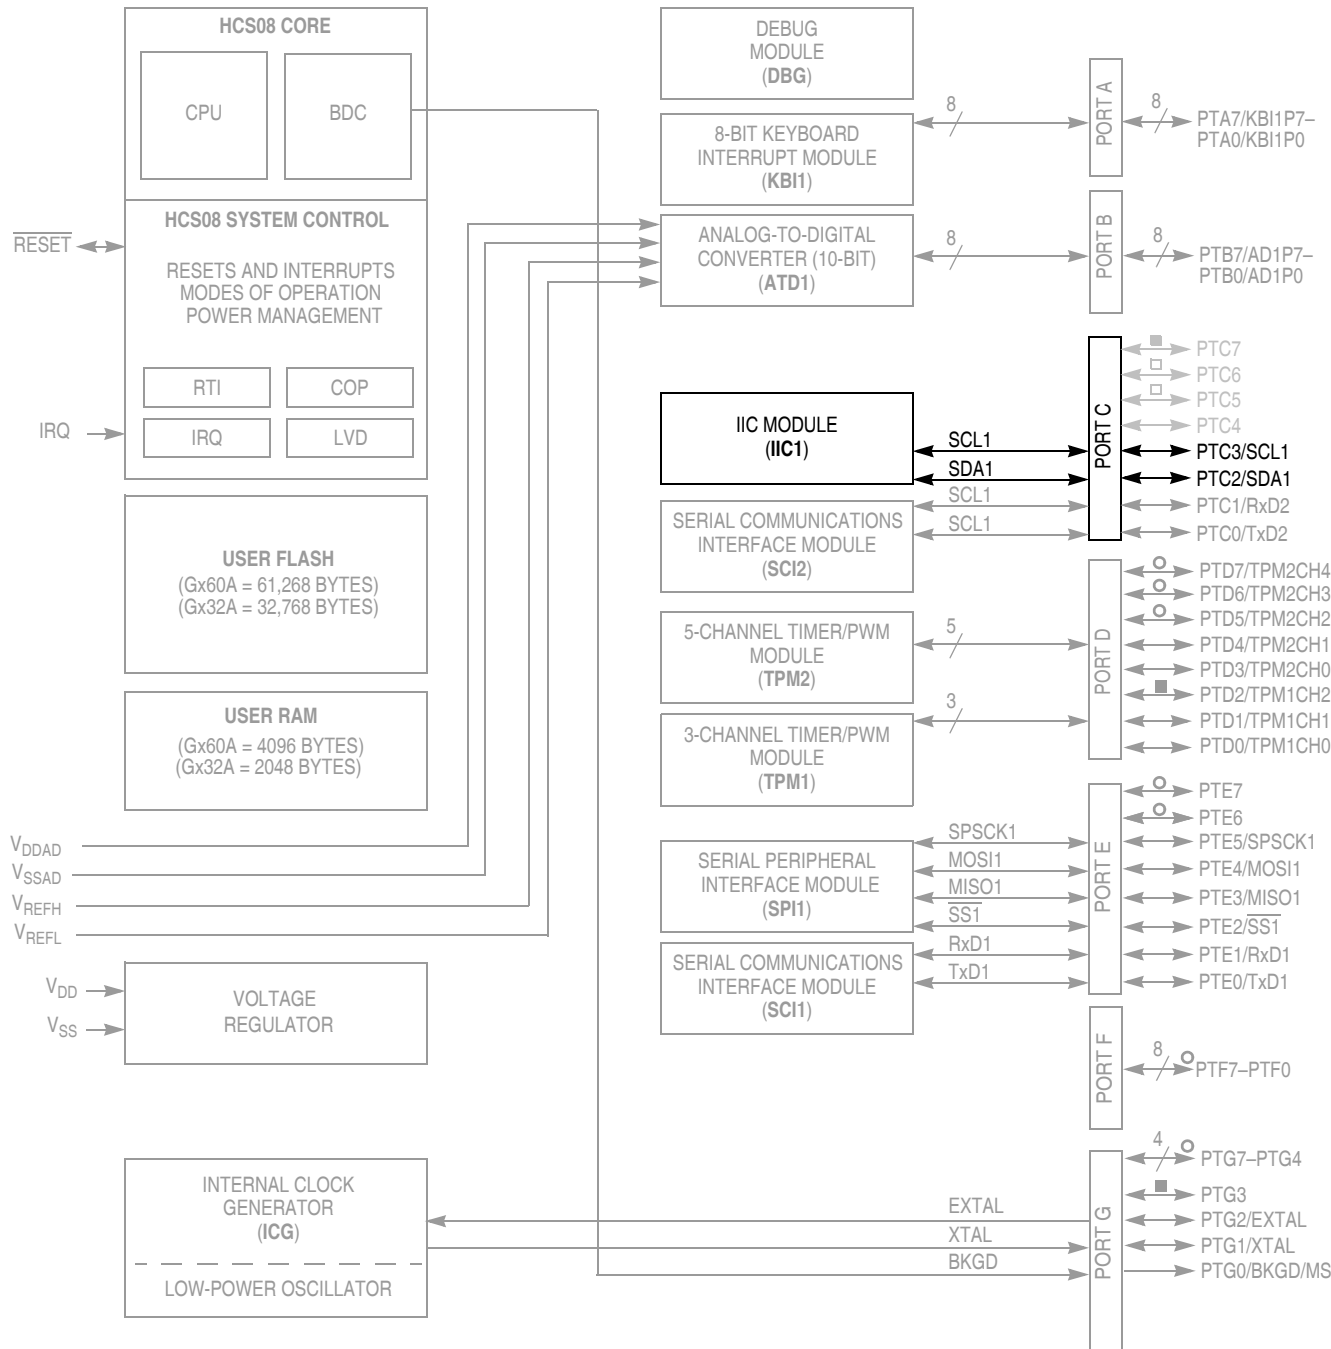 HCS08 CORE
CPU
BDC
HCS08 SYSTEM CONTROL
RESET
RESETS AND INTERRUPTS
MODES OF OPERATION
POWER MANAGEMENT
RTI
COP
IRQ
IRQ
LVD
USER FLASH
(Gx60A = 61,268 BYTES)
(Gx32A = 32,768 BYTES)
USER RAM
(Gx60A = 4096 BYTES)
(Gx32A = 2048 BYTES)
VDDAD
VSSAD
VREFH
VREFL
VDD
VSS
VOLTAGE
REGULATOR
INTERNAL CLOCK
GENERATOR
(ICG)
LOW-POWER OSCILLATOR
DEBUG
MODULE
(DBG)
8-BIT KEYBOARD
INTERRUPT MODULE
(KBI1)
8
PORT A
8
PTA7/KBI1P7–
PTA0/KBI1P0
ANALOG-TO-DIGITAL
CONVERTER (10-BIT)
(ATD1)
8
PORT B
8
PTB7/AD1P7–
PTB0/AD1P0
IIC MODULE
(IIC1)
SCL1
SDA1
SERIAL COMMUNICATIONS
INTERFACE MODULE
(SCI2)
SCL1
SCL1
PORT C
PTC7
PTC6
PTC5
PTC4
PTC3/SCL1
PTC2/SDA1
PTC1/RxD2
PTC0/TxD2
5-CHANNEL TIMER/PWM
MODULE
(TPM2)
5
3-CHANNEL TIMER/PWM
MODULE
(TPM1)
3
PORT D
PTD7/TPM2CH4
PTD6/TPM2CH3
PTD5/TPM2CH2
PTD4/TPM2CH1
PTD3/TPM2CH0
PTD2/TPM1CH2
PTD1/TPM1CH1
PTD0/TPM1CH0
SERIAL PERIPHERAL
INTERFACE MODULE
(SPI1)
SPSCK1
MOSI1
MISO1
SS1
SERIAL COMMUNICATIONS
INTERFACE MODULE
(SCI1)
RxD1
TxD1
PORT E
PTE7
PTE6
PTE5/SPSCK1
PTE4/MOSI1
PTE3/MISO1
PTE2/SS1
PTE1/RxD1
PTE0/TxD1
PORT F
8
PTF7–PTF0
EXTAL
XTAL
BKGD
PORT G
4
PTG7–PTG4
PTG3
PTG2/EXTAL
PTG1/XTAL
PTG0/BKGD/MS